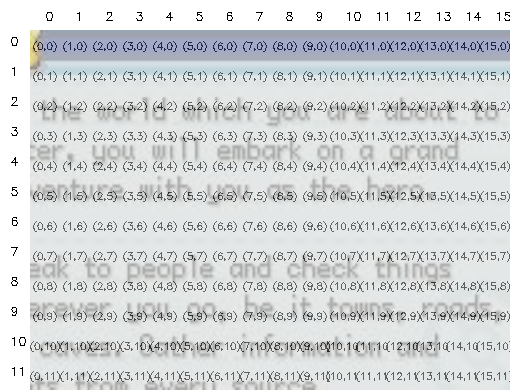 0 1 2 3 4 5 6 7 8 9 10 11 12 13 14 15
0 (0,0) (1,0) (2,0) (3,0) (4,0) (5,0) (6,0) (7,0) (8,0) (9,0) (10,0) (11,0) (12,0) (13,0) (14,0) (15,0)
1 (0,1) (1,1) (2,1) (3,1) (4,1) (5,1) (6,1) (7,1) (8,1) (9,1) (10,1) (11,1) (12,1) (13,1) (14,1) (15,1)
2 (0,2) (1,2) (2,2) (3,2) (4,2) (5,2) (6,2) (7,2) (8,2) (9,2) (10,2) (11,2) (12,2) (13,2) (14,2) (15,2)
the world which you are about to
3 (0,3) (1,3) (2,3) (3,3) (4,3) (5,3) (6,3) (7,3) (8,3) (9,3) (10,3) (11,3) (12,3) (13,3) (14,3) (15,3)
ter, you will embark on a grand
4 (0,4) (1,4) (2,4) (3,4) (4,4) (5,4) (6,4) (7,4) (8,4) (9,4) (10,4) (11,4) (12,4) (13,4) (14,4) (15,4)
venture with you as the hero.
5 (0,5) (1,5) (2,5) (3,5) (4,5) (5,5) (6,5) (7,5) (8,5) (9,5) (10,5) (11,5) (12,5) (13,5) (14,5) (15,5)
6 (0,6) (1,6) (2,6) (3,6) (4,6) (5,6) (6,6) (7,6) (8,6) (9,6) (10,6) (11,6) (12,6) (13,6) (14,6) (15,6)
7 (0,7) (1,7) (2,7) (3,7) (4,7) (5,7) (6,7) (7,7) (8,7) (9,7) (10,7) (11,7) (12,7) (13,7) (14,7) (15,7)
eak to people and check things
8 (0,8) (1,8) (2,8) (3,8) (4,8) (5,8) (6,8) (7,8) (8,8) (9,8) (10,8) (11,8) (12,8) (13,8) (14,8) (15,8)
erever you go, be it towns, roads,
9 (0,9) (1,9) (2,9) (3,9) (4,9) (5,9) (6,9) (7,9) (8,9) (9,9) (10,9) (11,9) (12,9) (13,9) (14,9) (15,9)
caves. Gather information and
10 (0,10) (1,10) (2,10) (3,10) (4,10) (5,10) (6,10) (7,10) (8,10) (9,10) (10,10) (11,10) (12,10) (13,10) (14,10) (15,10)
11 (0,11) (1,11) (2,11) (3,11) (4,11) (5,11) (6,11) (7,11) (8,11) (9,11) (10,11) (11,11) (12,11) (13,11) (14,11) (15,11)
ts from every source.